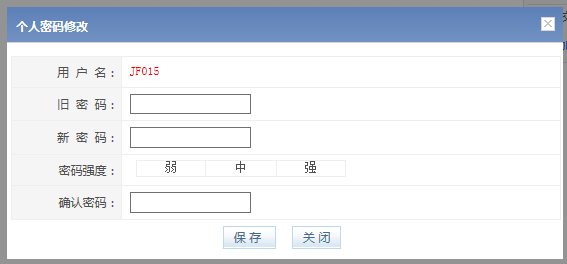 个人密码修改
用 户 名： JF015
旧 密 码：
新 密 码：
密码强度： 弱 中 强
确认密码：
保 存 关 闭